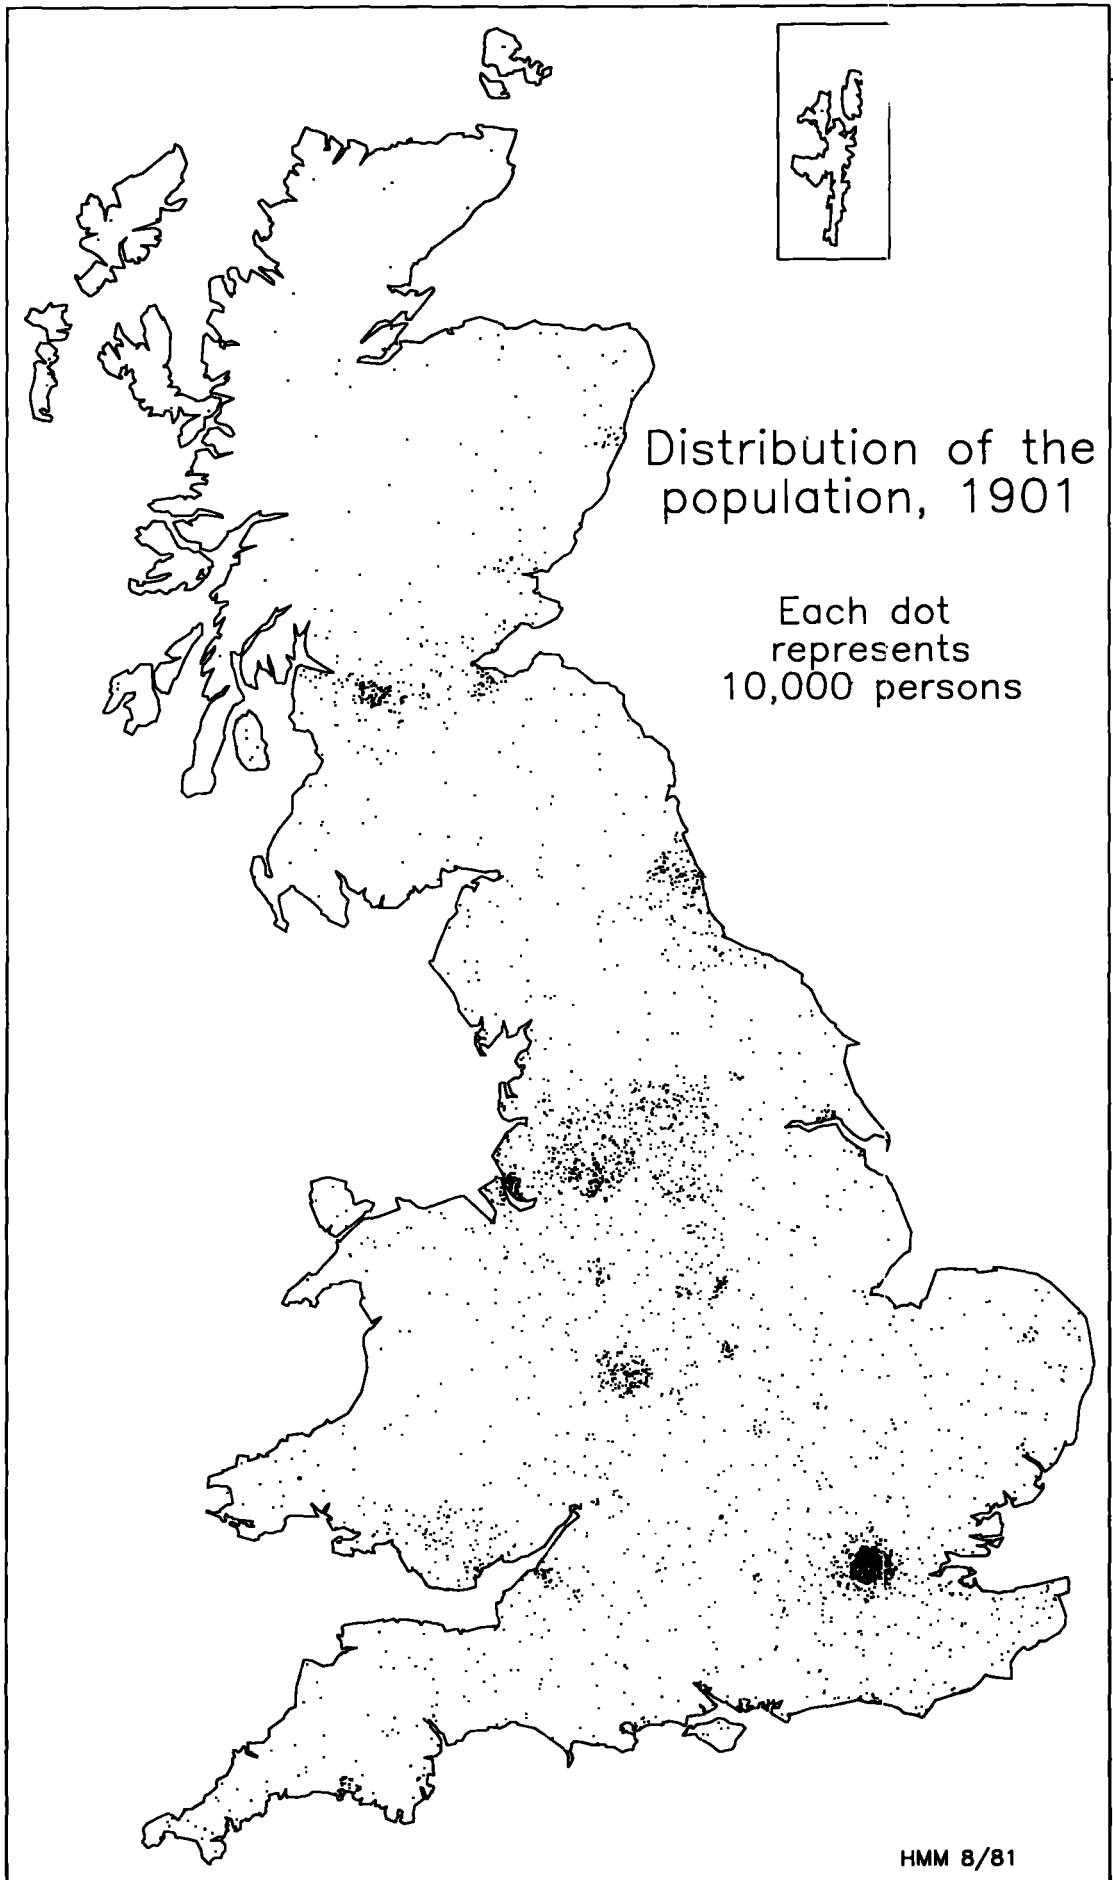 Distribution of the
population, 1901
Each dot
represents
10,000 persons
HMM 8/81